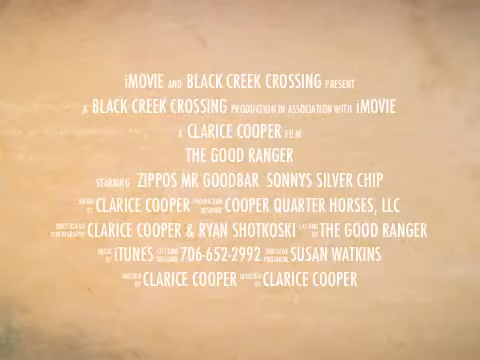 iMOVIE AND BLACK CREEK CROSSING PRESENT
A BLACK CREEK CROSSING PRODUCTION IN ASSOCIATION WITH iMOVIE
A CLARICE COOPER FILM
THE GOOD RANGER
STARRING ZIPPOS MR GOODBAR SONNYS SILVER CHIP
EDITED BY CLARICE COOPER PRODUCTION DESIGNER COOPER QUARTER HORSES, LLC
DIRECTOR OF PHOTOGRAPHY CLARICE COOPER & RYAN SHOTKOSKI CASTING BY THE GOOD RANGER
MUSIC BY iTUNES COSTUME DESIGNER 706-652-2992 EXECUTIVE PRODUCER SUSAN WATKINS
WRITTEN BY CLARICE COOPER DIRECTED BY CLARICE COOPER